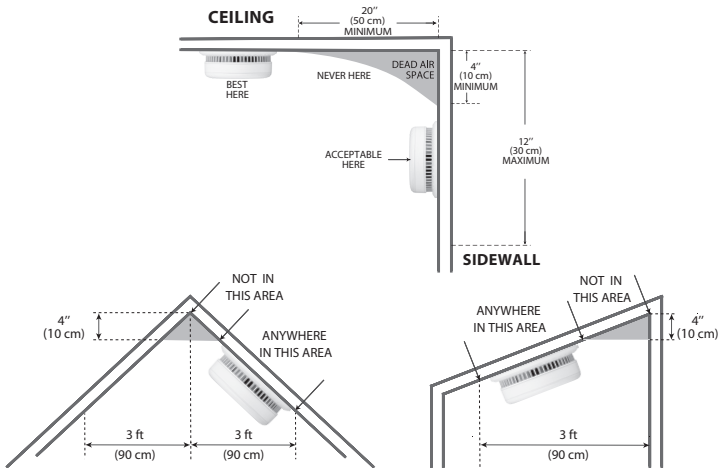 CEILING
20”
(50 cm)
MINIMUM
DEAD AIR
SPACE
NEVER HERE
BEST
HERE
4”
(10 cm)
MINIMUM
ACCEPTABLE
HERE
12”
(30 cm)
MAXIMUM
SIDEWALL
NOT IN
THIS AREA
4”
(10 cm)
ANYWHERE
IN THIS AREA
3 ft
(90 cm)
3 ft
(90 cm)
NOT IN
THIS AREA
ANYWHERE
IN THIS AREA
4”
(10 cm)
3 ft
(90 cm)